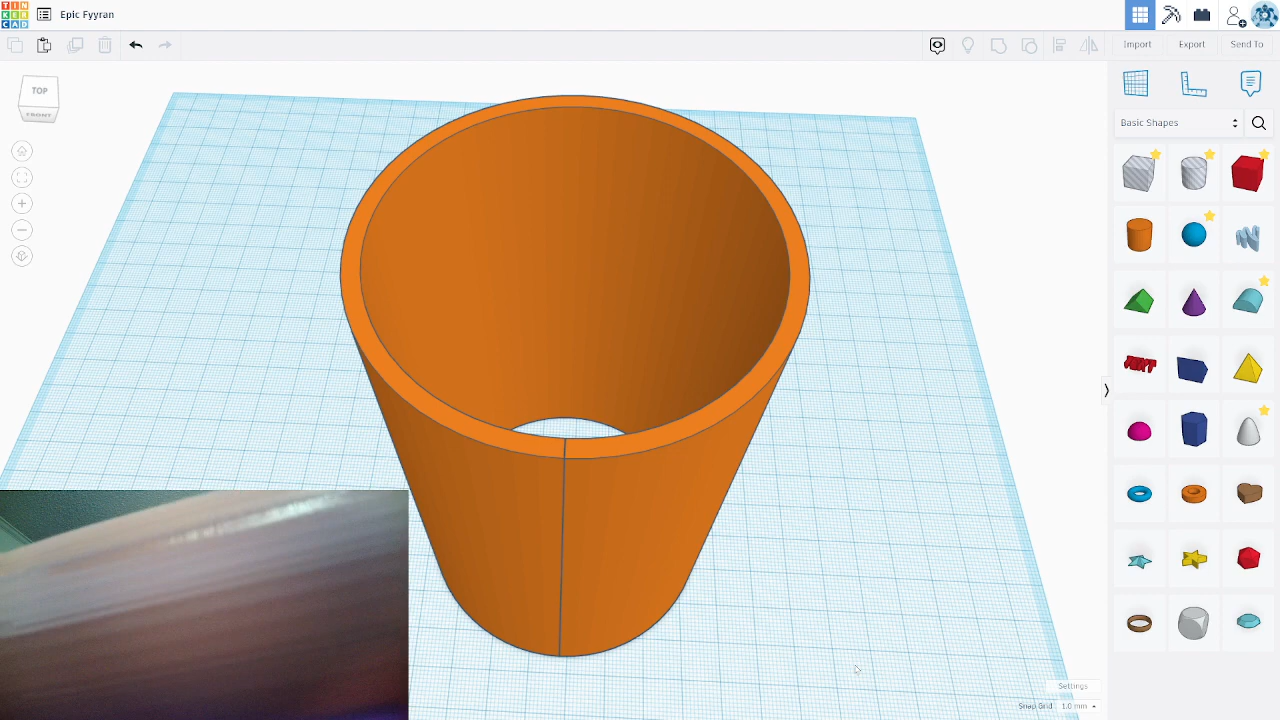 TIN
KER
CAD
Epic Fyyran
Import
Export
Send To
TOP
FRONT
Basic Shapes
TEXT
Settings
Snap Grid 1.0 mm